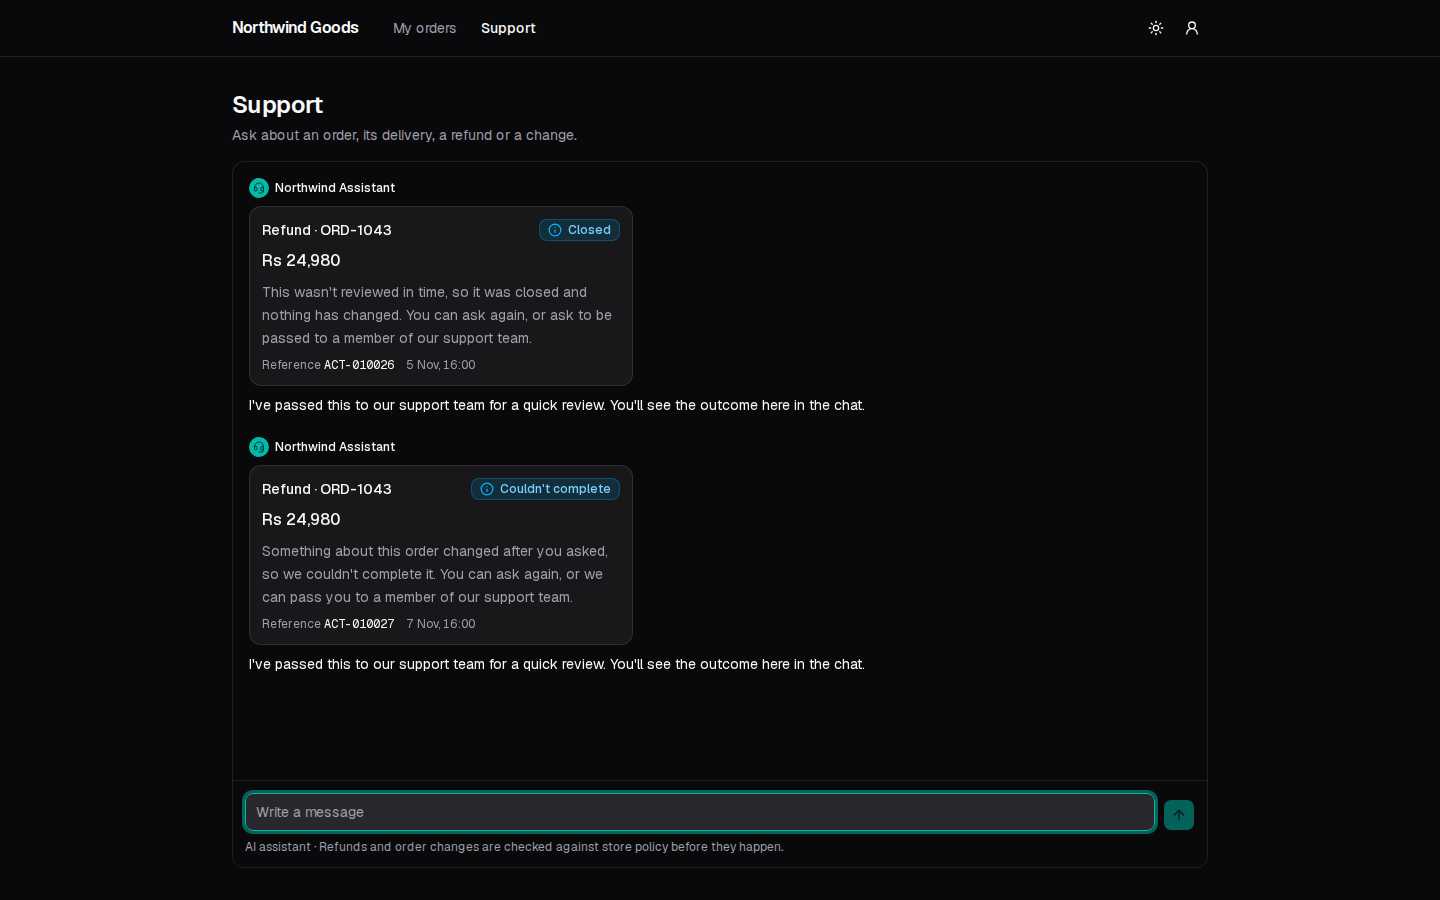 Northwind Goods
My orders
Support
Support
Ask about an order, its delivery, a refund or a change.
Northwind Assistant
Refund · ORD-1043
Closed
Rs 24,980
This wasn't reviewed in time, so it was closed and
nothing has changed. You can ask again, or ask to be
passed to a member of our support team.
Reference ACT-010026 5 Nov, 16:00
I've passed this to our support team for a quick review. You'll see the outcome here in the chat.
Northwind Assistant
Refund · ORD-1043
Couldn't complete
Rs 24,980
Something about this order changed after you asked,
so we couldn't complete it. You can ask again, or we
can pass you to a member of our support team.
Reference ACT-010027 7 Nov, 16:00
I've passed this to our support team for a quick review. You'll see the outcome here in the chat.
Write a message
AI assistant · Refunds and order changes are checked against store policy before they happen.